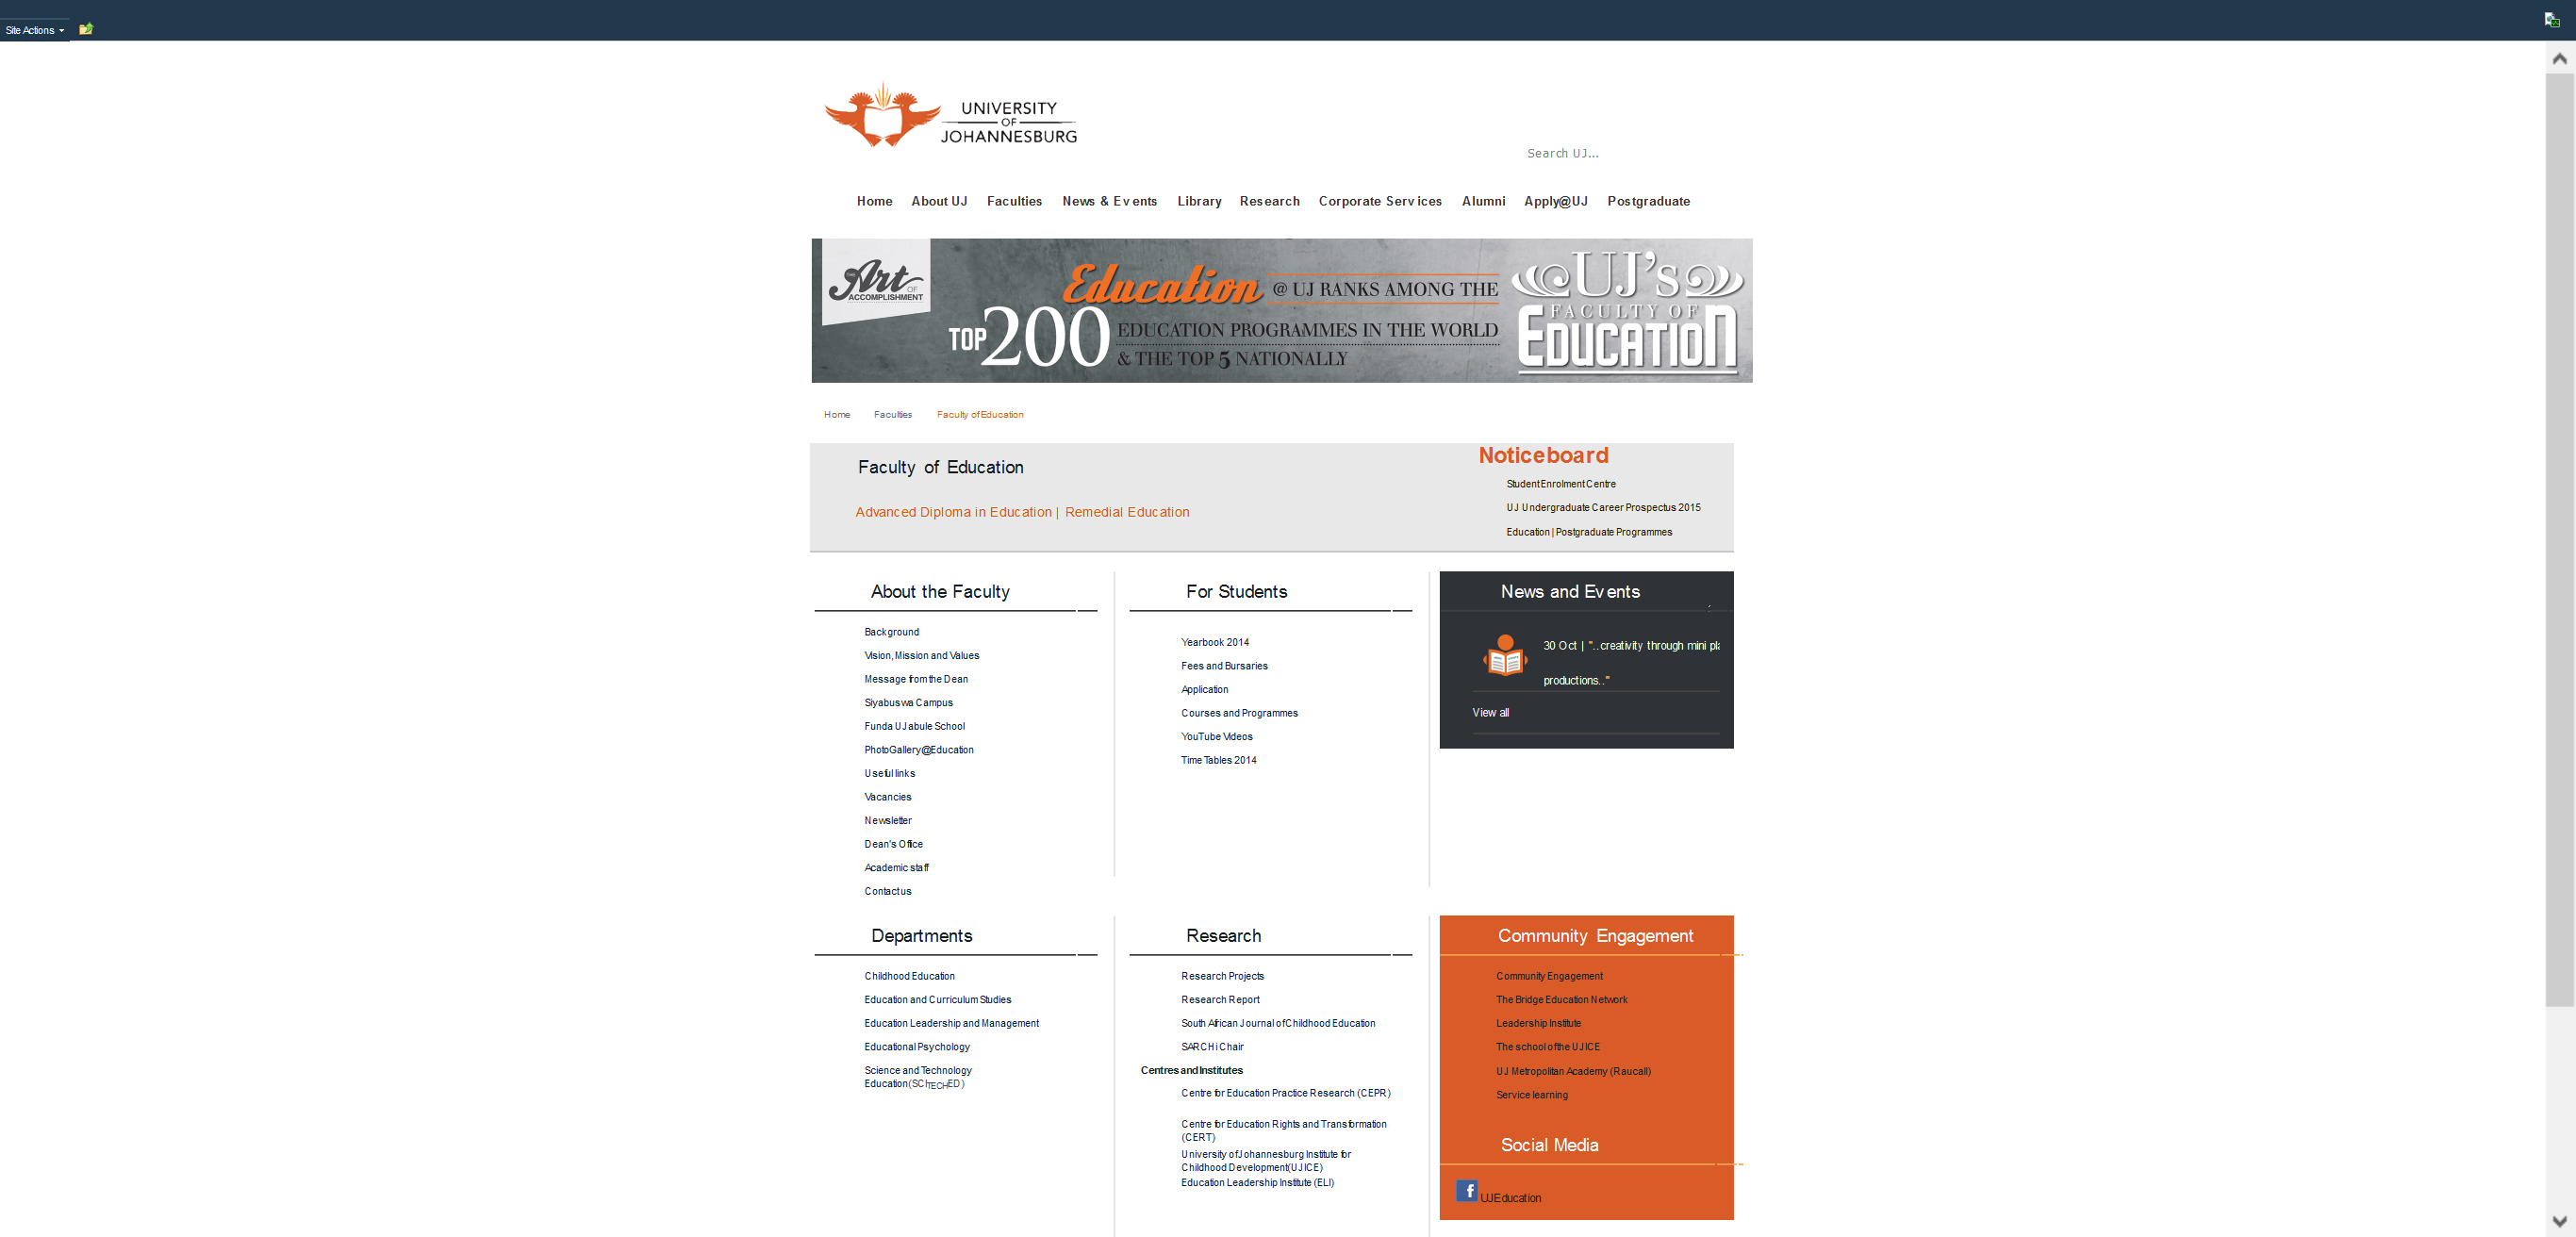 Site Actions
UNIVERSITY
OF
JOHANNESBURG
Search UJ...
Home About UJ Faculties News & Events Library Research Corporate Services Alumni Apply@UJ Postgraduate
THE Art OF
ACCOMPLISHMENT
Education @ UJ RANKS AMONG THE
TOP 200 EDUCATION PROGRAMMES IN THE WORLD
& THE TOP 5 NATIONALLY
UJ's
FACULTY OF
EDUCATION
Home Faculties Faculty of Education
Faculty of Education
Advanced Diploma in Education | Remedial Education
Noticeboard
Student Enrolment Centre
UJ Undergraduate Career Prospectus 2015
Education | Postgraduate Programmes
About the Faculty
Background
Vision, Mission and Values
Message from the Dean
Siyabuswa Campus
Funda UJabule School
PhotoGallery@Education
Useful links
Vacancies
Newsletter
Dean's Office
Academic staff
Contact us
For Students
Yearbook 2014
Fees and Bursaries
Application
Courses and Programmes
YouTube Videos
Time Tables 2014
News and Events
30 Oct | "..creativity through mini pla
productions.."
View all
Departments
Childhood Education
Education and Curriculum Studies
Education Leadership and Management
Educational Psychology
Science and Technology
Education(SCITECHED)
Research
Research Projects
Research Report
South African Journal of Childhood Education
SARCHi Chair
Centres and Institutes
Centre for Education Practice Research (CEPR)
Centre for Education Rights and Transformation
(CERT)
University of Johannesburg Institute for
Childhood Development(UJICE)
Education Leadership Institute (ELI)
Community Engagement
Community Engagement
The Bridge Education Network
Leadership Institute
The school of the UJICE
UJ Metropolitan Academy (Raucall)
Service learning
Social Media
UJEducation